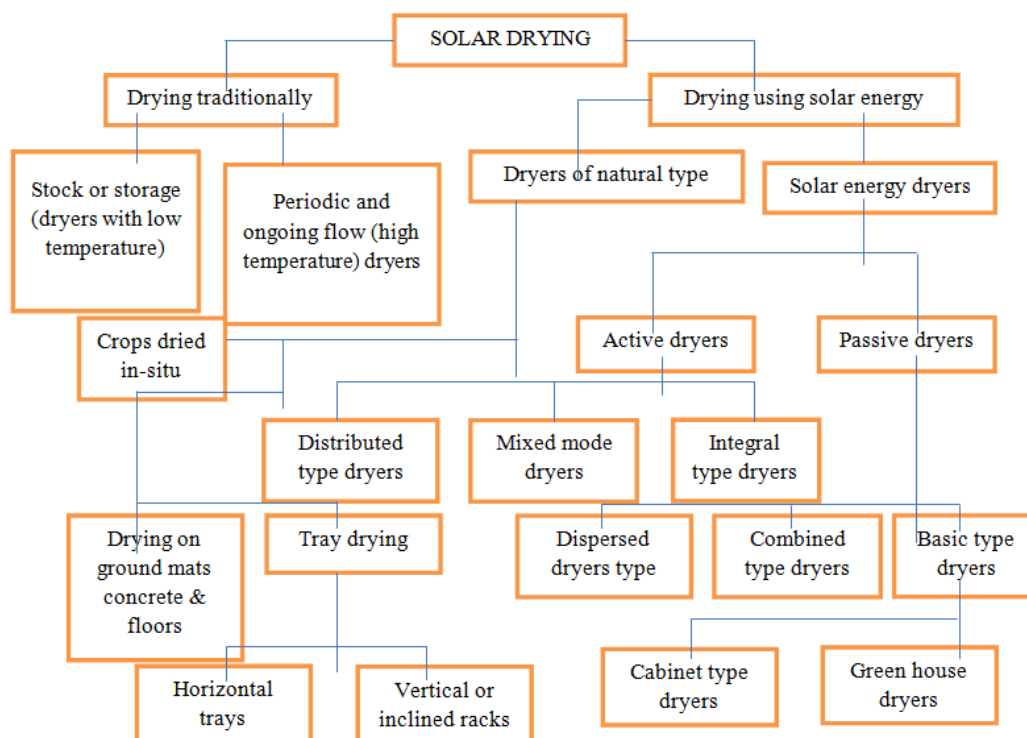 SOLAR DRYING
Drying traditionally
Drying using solar energy
Stock or storage
(dryers with low
temperature)
Periodic and
ongoing flow (high
temperature) dryers
Dryers of natural type
Solar energy dryers
Crops dried
in-situ
Active dryers
Passive dryers
Distributed
type dryers
Mixed mode
dryers
Integral
type dryers
Drying on
ground mats
concrete &
floors
Tray drying
Dispersed
dryers type
Combined
type dryers
Basic type
dryers
Horizontal
trays
Vertical or
inclined racks
Cabinet type
dryers
Green house
dryers